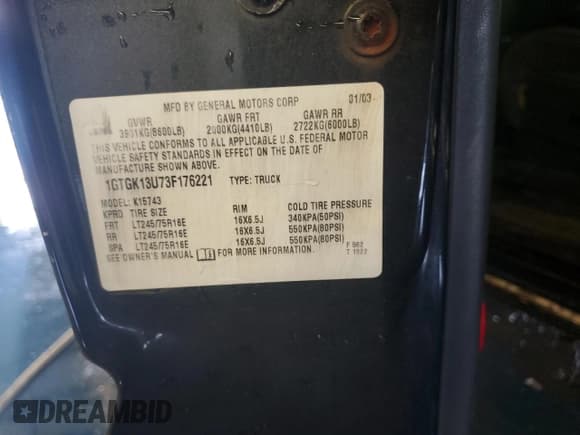 MFD BY GENERAL MOTORS CORP 01/03
GVWR GAWR FRT GAWR RR
3901KG(8600LB) 2000KG(4410LB) 2722KG(6000LB)
THIS VEHICLE CONFORMS TO ALL APPLICABLE U.S. FEDERAL MOTOR
VEHICLE SAFETY STANDARDS IN EFFECT ON THE DATE OF
MANUFACTURE SHOWN ABOVE.
1GTGK13U73F176221 TYPE: TRUCK
MODEL: K15743
KPRD TIRE SIZE RIM COLD TIRE PRESSURE
FRT LT245/75R16E 16X6.5J 340KPA(50PSI)
RR LT245/75R16E 16X6.5J 550KPA(80PSI)
SPA LT245/75R16E 16X6.5J 550KPA(80PSI)
SEE OWNER'S MANUAL FOR MORE INFORMATION. F 962
T 1922
DREAMBID